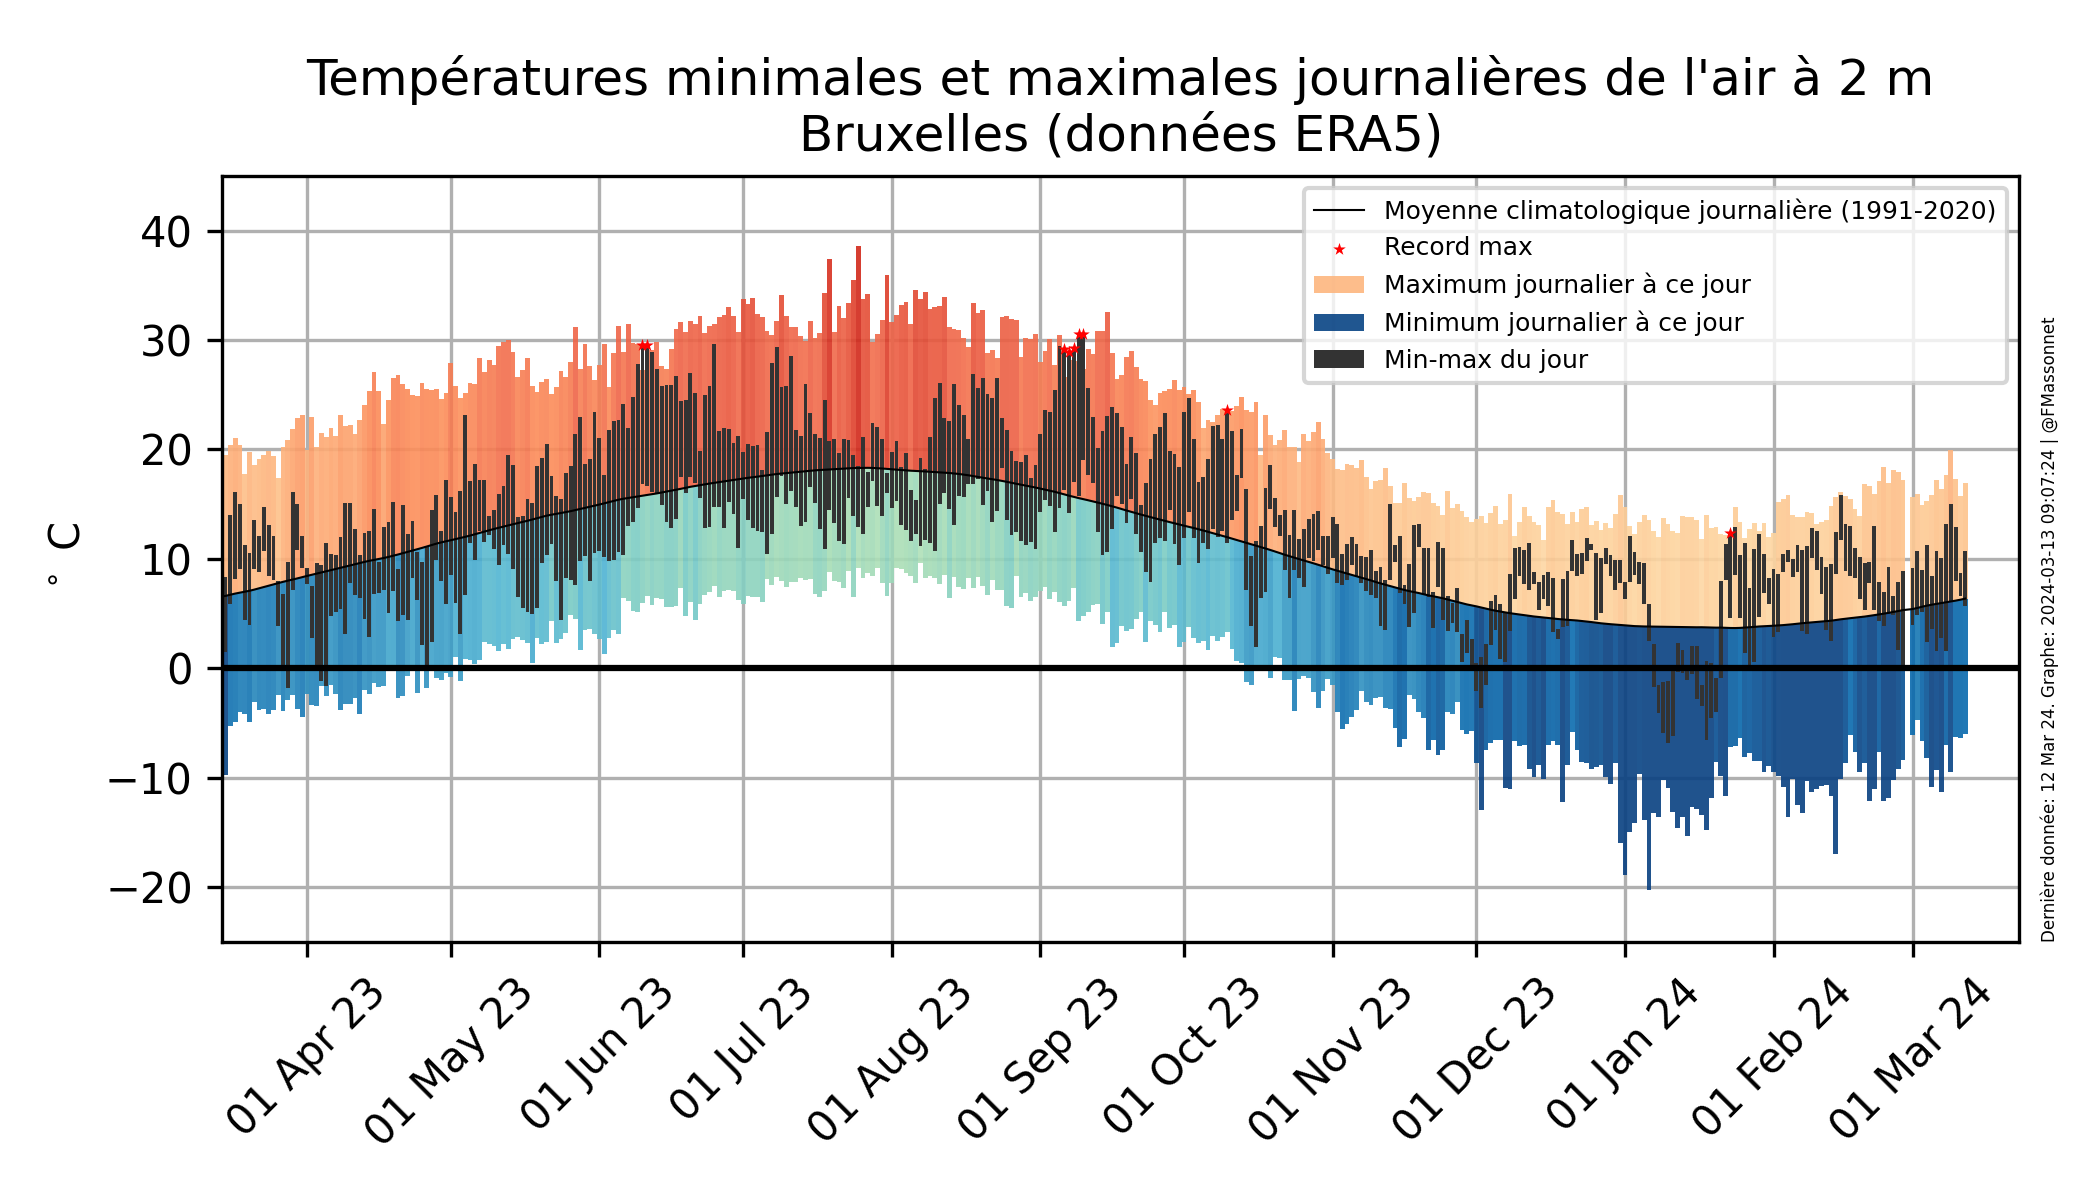 Températures minimales et maximales journalières de l'air à 2 m
Bruxelles (données ERA5)
Moyenne climatologique journalière (1991-2020)
Record max
Maximum journalier à ce jour
Minimum journalier à ce jour
Min-max du jour
° C
40
30
20
10
0
−10
−20
01 Apr 23
01 May 23
01 Jun 23
01 Jul 23
01 Aug 23
01 Sep 23
01 Oct 23
01 Nov 23
01 Dec 23
01 Jan 24
01 Feb 24
01 Mar 24
Dernière donnée: 12 Mar 24. Graphe: 2024-03-13 09:07:24 | @FMassonnet